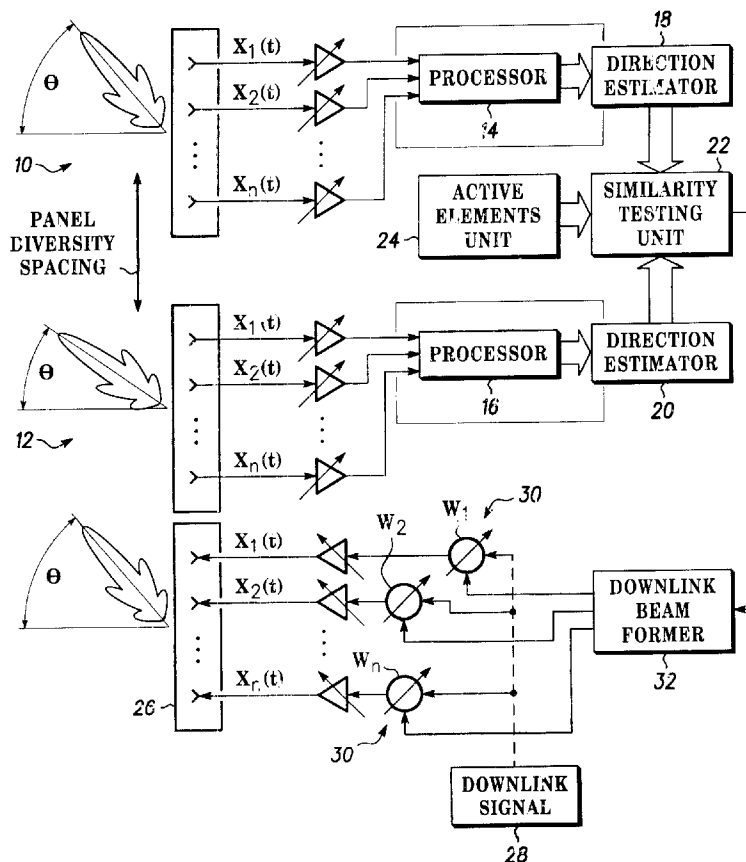 18
X1(t)
DIRECTION
ESTIMATOR
PROCESSOR
Θ
X2(t)
14
22
10
Xn(t)
ACTIVE
ELEMENTS
UNIT
SIMILARITY
TESTING
UNIT
24
PANEL
DIVERSITY
SPACING
X1(t)
PROCESSOR
DIRECTION
ESTIMATOR
Θ
X2(t)
16
20
12
Xn(t)
30
W1
X1(t)
W2
Θ
X2(t)
DOWNLINK
BEAM
FORMER
Wn
32
26
Xn(t)
30
DOWNLINK
SIGNAL
28